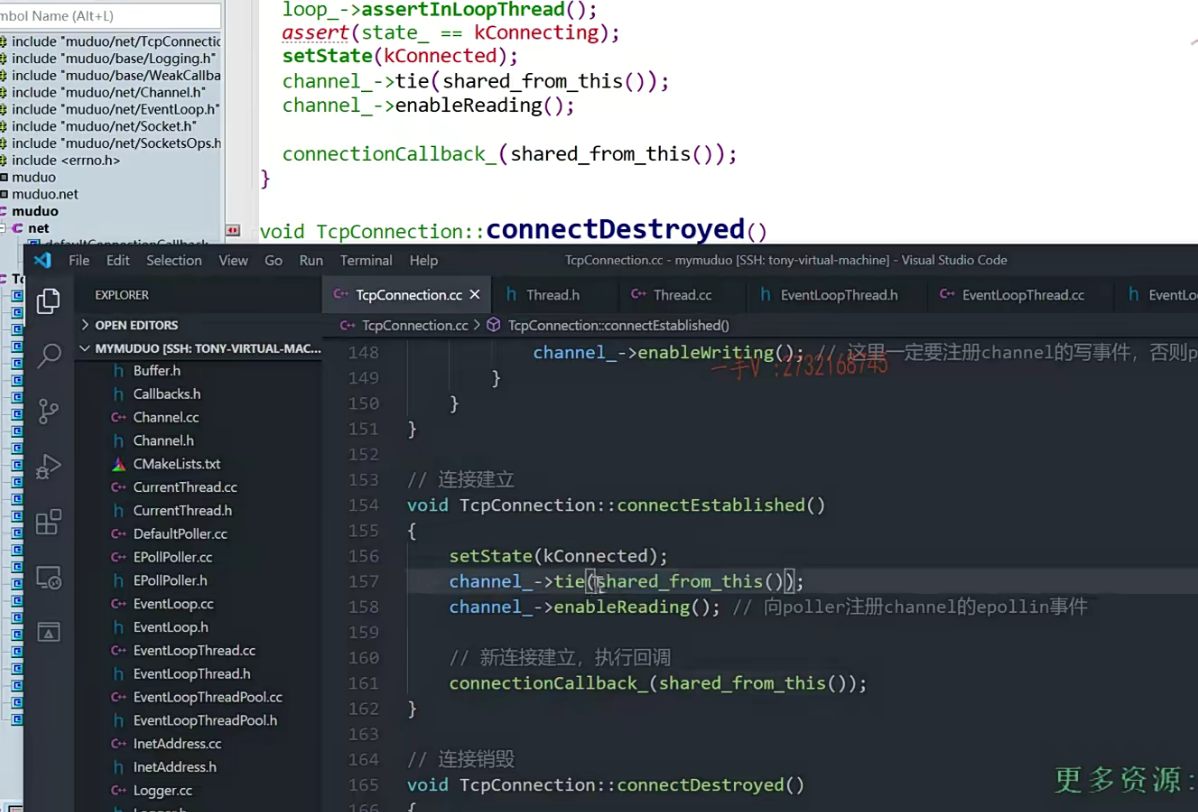 mbol Name (Alt+L)
include "muduo/net/TcpConnectic
include "muduo/base/Logging.h"
include "muduo/base/WeakCallba
include "muduo/net/Channel.h"
include "muduo/net/EventLoop.h"
include "muduo/net/Socket.h"
include "muduo/net/SocketsOps.h
include <errno.h>
muduo
muduo.net
muduo
net
defaultConnectionCallback
Tc
loop_->assertInLoopThread();
assert(state_ == kConnecting);
setState(kConnected);
channel_->tie(shared_from_this());
channel_->enableReading();
connectionCallback_(shared_from_this());
}
void TcpConnection::connectDestroyed()
File Edit Selection View Go Run Terminal Help
TcpConnection.cc - mymuduo [SSH: tony-virtual-machine] - Visual Studio Code
EXPLORER
OPEN EDITORS
MYMUDUO [SSH: TONY-VIRTUAL-MAC...
h Buffer.h
h Callbacks.h
C++ Channel.cc
h Channel.h
CMakeLists.txt
C++ CurrentThread.cc
h CurrentThread.h
C++ DefaultPoller.cc
C++ EPollPoller.cc
h EPollPoller.h
C++ EventLoop.cc
h EventLoop.h
C++ EventLoopThread.cc
h EventLoopThread.h
C++ EventLoopThreadPool.cc
h EventLoopThreadPool.h
C++ InetAddress.cc
h InetAddress.h
C++ Logger.cc
h Logger.h
C++ TcpConnection.cc h Thread.h C++ Thread.cc h EventLoopThread.h C++ EventLoopThread.cc h EventLoo
C++ TcpConnection.cc > TcpConnection::connectEstablished()
148 channel_->enableWriting(); // 这里一定要注册channel的写事件，否则p
一手V:2732168745
149 }
150 }
151 }
152
153 // 连接建立
154 void TcpConnection::connectEstablished()
155 {
156 setState(kConnected);
157 channel_->tie(shared_from_this());
158 channel_->enableReading(); // 向poller注册channel的epollin事件
159
160 // 新连接建立，执行回调
161 connectionCallback_(shared_from_this());
162 }
163
164 // 连接销毁
165 void TcpConnection::connectDestroyed()
166 {
更多资源: